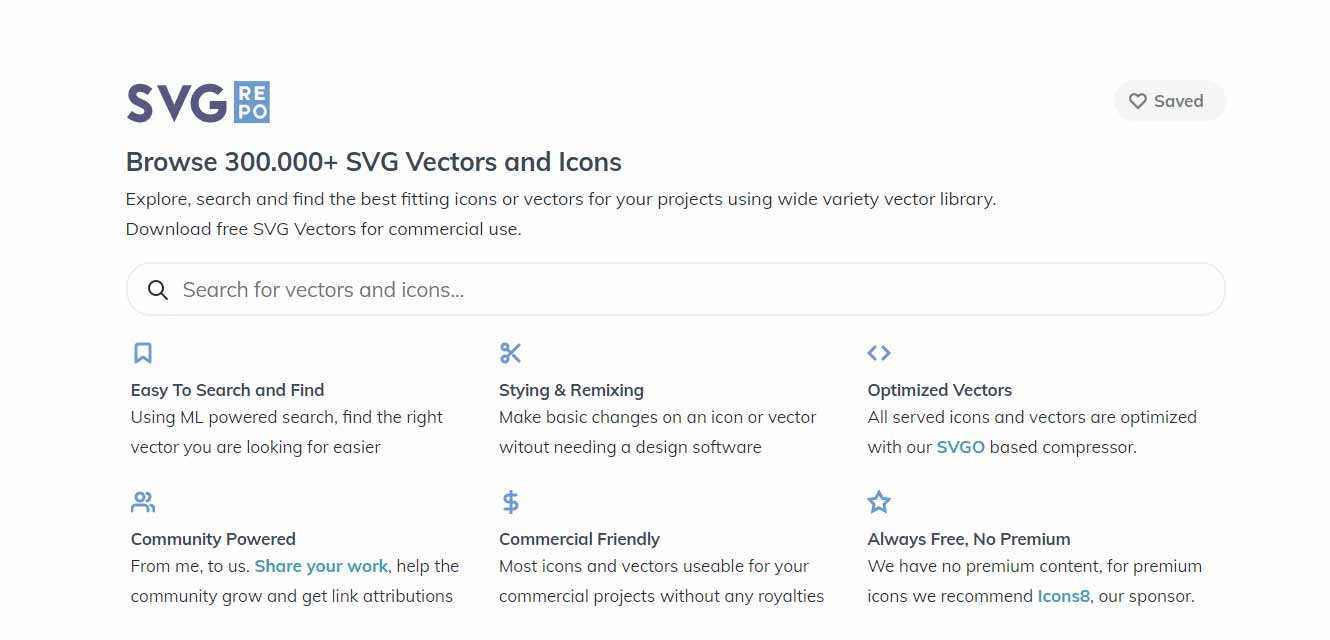 SVG RE PO
Saved
Browse 300.000+ SVG Vectors and Icons
Explore, search and find the best fitting icons or vectors for your projects using wide variety vector library.
Download free SVG Vectors for commercial use.
Search for vectors and icons...
Easy To Search and Find
Using ML powered search, find the right
vector you are looking for easier
Stying & Remixing
Make basic changes on an icon or vector
witout needing a design software
Optimized Vectors
All served icons and vectors are optimized
with our SVGO based compressor.
Community Powered
From me, to us. Share your work, help the
community grow and get link attributions
Commercial Friendly
Most icons and vectors useable for your
commercial projects without any royalties
Always Free, No Premium
We have no premium content, for premium
icons we recommend Icons8, our sponsor.